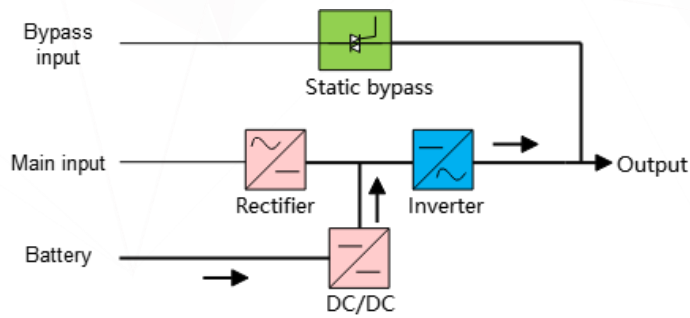 Bypass
input
Static bypass
Main input
Output
Rectifier
Inverter
Battery
DC/DC